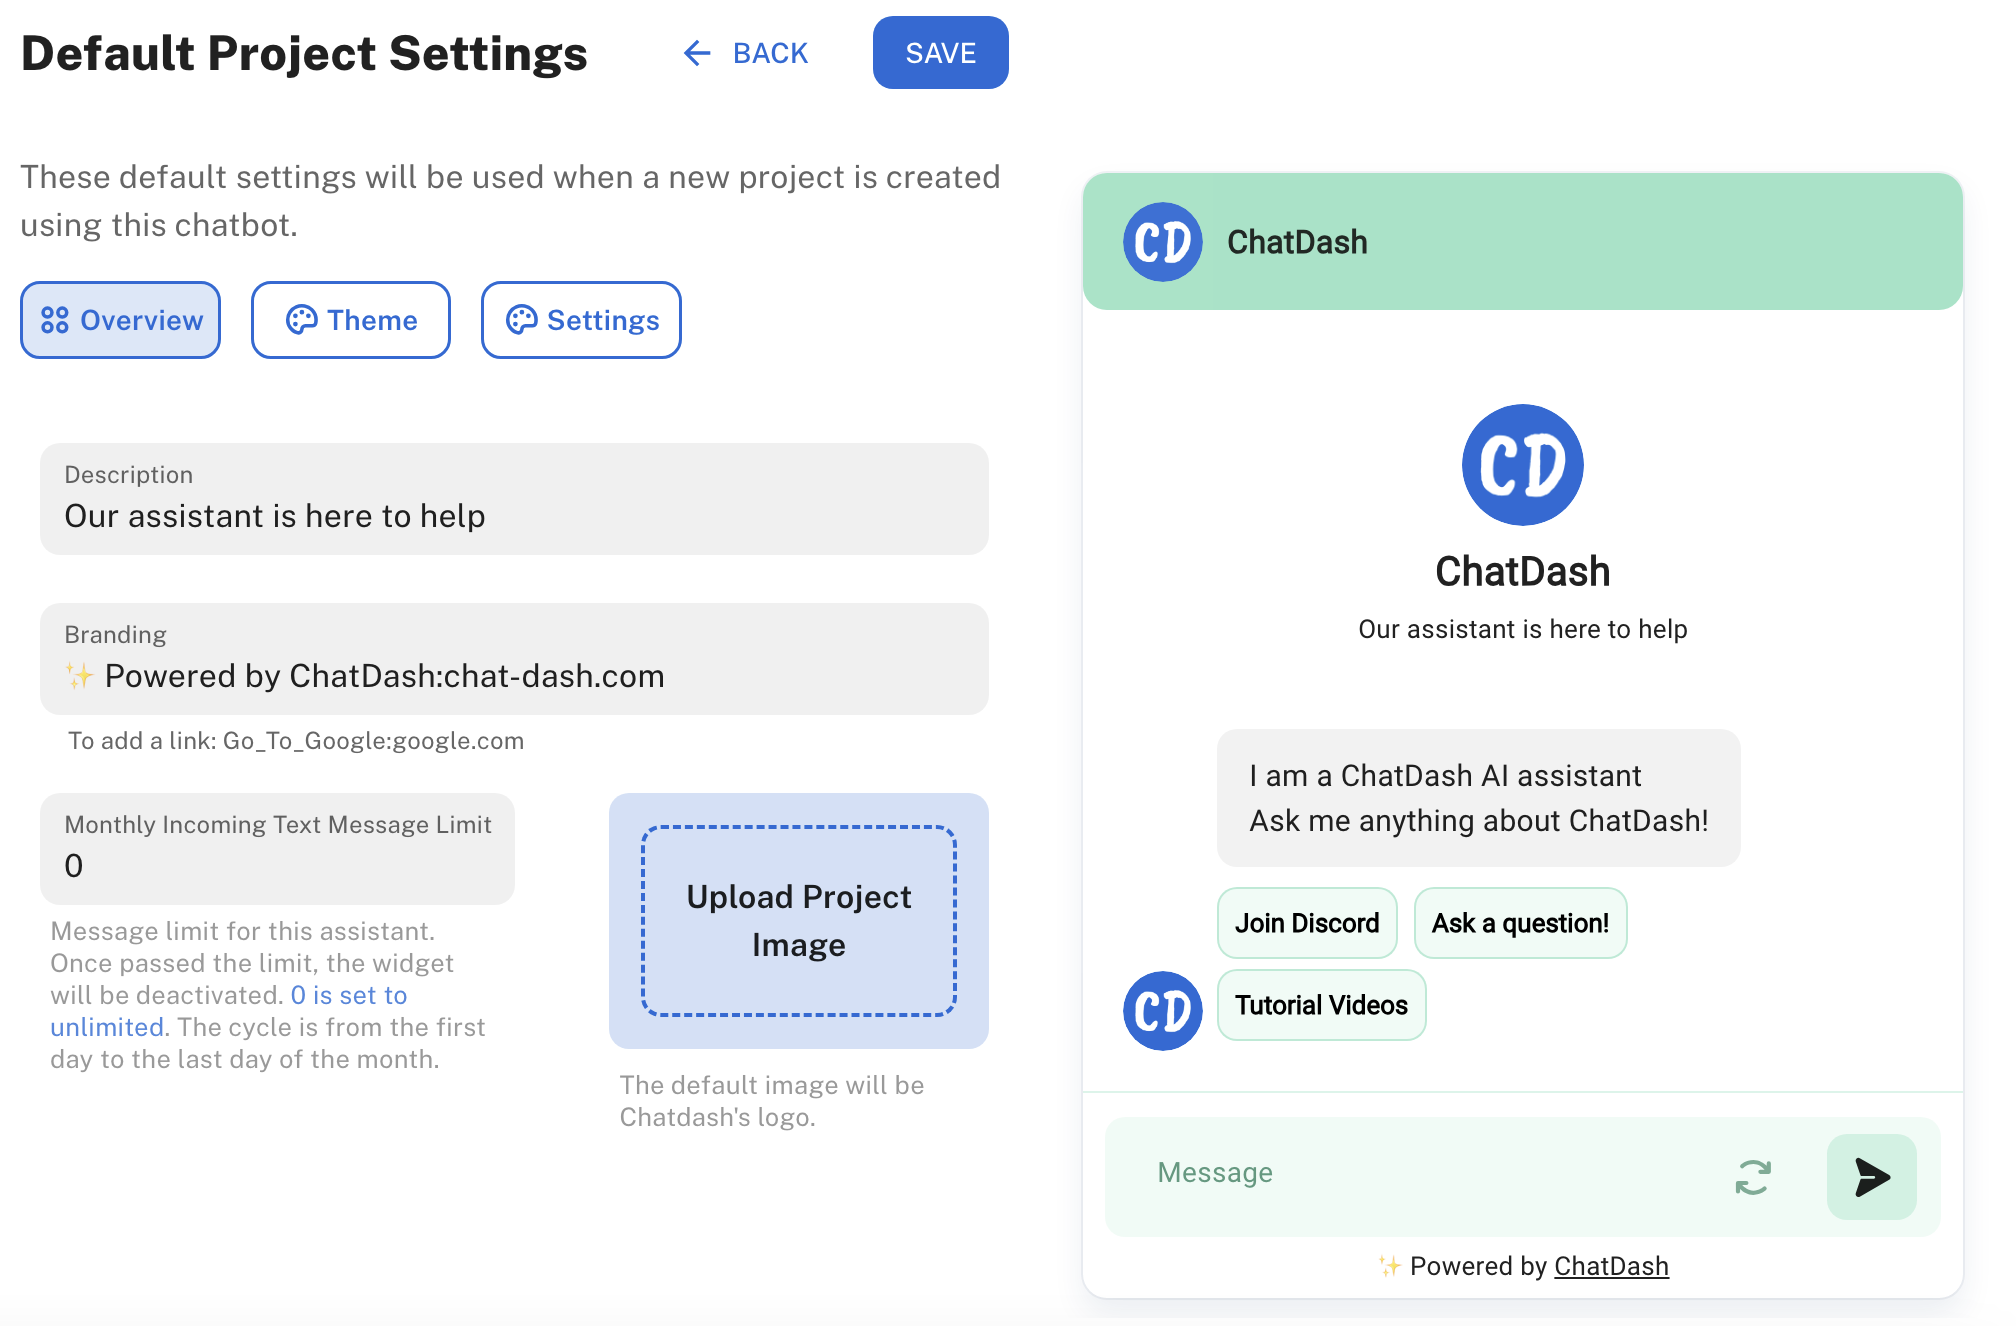 Default Project Settings
BACK
SAVE
These default settings will be used when a new project is created
using this chatbot.
Overview
Theme
Settings
Description
Our assistant is here to help
Branding
✨ Powered by ChatDash:chat-dash.com
To add a link: Go_To_Google:google.com
Monthly Incoming Text Message Limit
0
Message limit for this assistant.
Once passed the limit, the widget
will be deactivated. 0 is set to
unlimited. The cycle is from the first
day to the last day of the month.
Upload Project
Image
The default image will be
Chatdash's logo.
CD
ChatDash
CD
ChatDash
Our assistant is here to help
I am a ChatDash AI assistant
Ask me anything about ChatDash!
Join Discord
Ask a question!
CD
Tutorial Videos
Message
✨ Powered by ChatDash